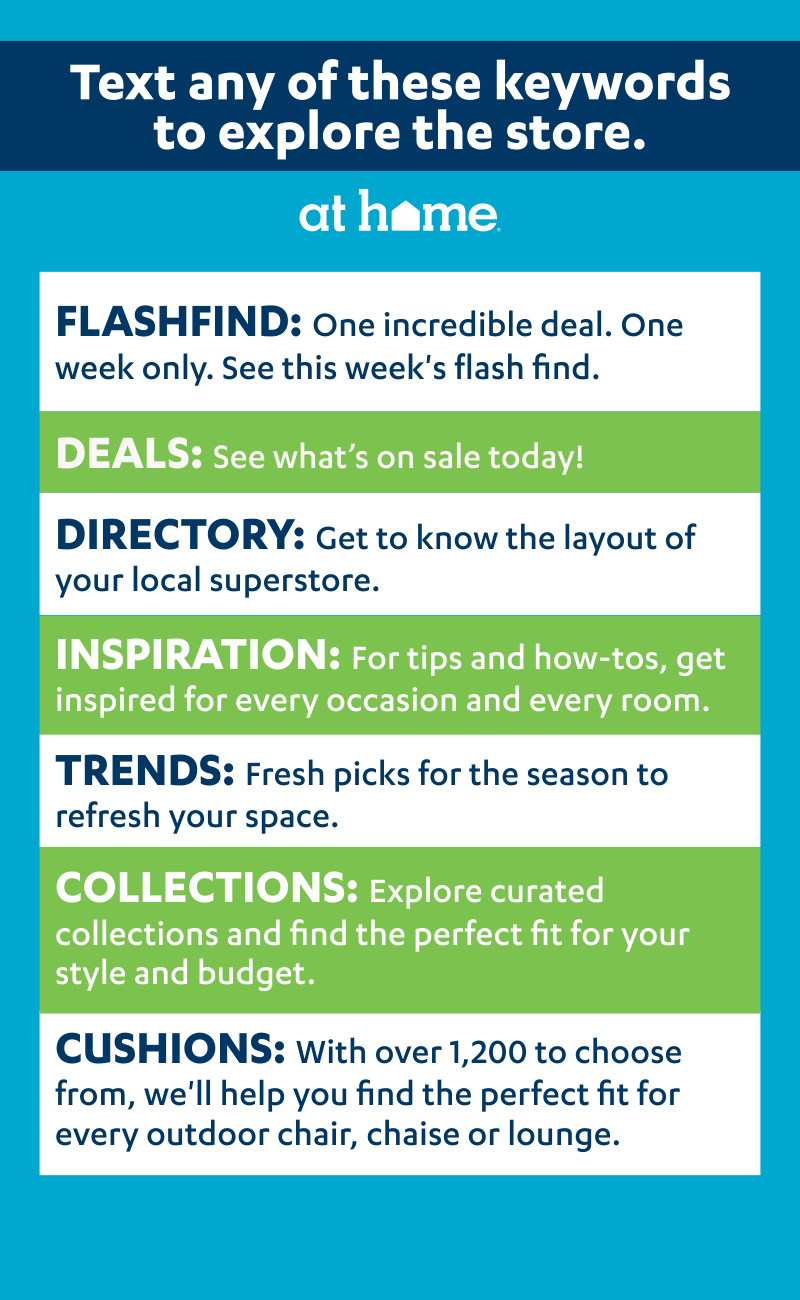 Text any of these keywords
to explore the store.
at home
FLASHFIND: One incredible deal. One
week only. See this week's flash find.
DEALS: See what’s on sale today!
DIRECTORY: Get to know the layout of
your local superstore.
INSPIRATION: For tips and how-tos, get
inspired for every occasion and every room.
TRENDS: Fresh picks for the season to
refresh your space.
COLLECTIONS: Explore curated
collections and find the perfect fit for your
style and budget.
CUSHIONS: With over 1,200 to choose
from, we'll help you find the perfect fit for
every outdoor chair, chaise or lounge.